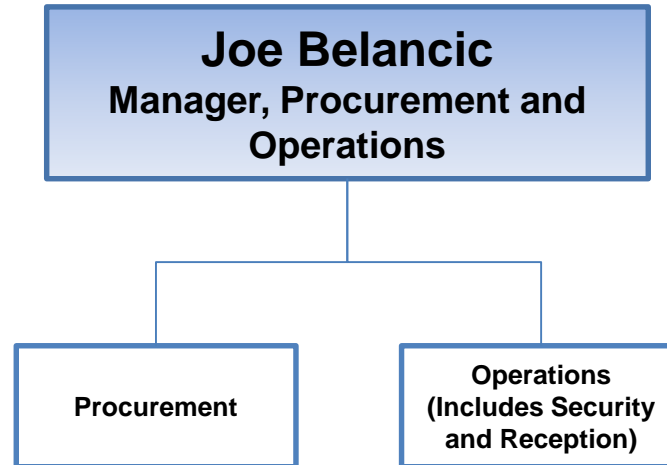 Joe Belancic
Manager, Procurement and
Operations
Procurement
Operations
(Includes Security
and Reception)